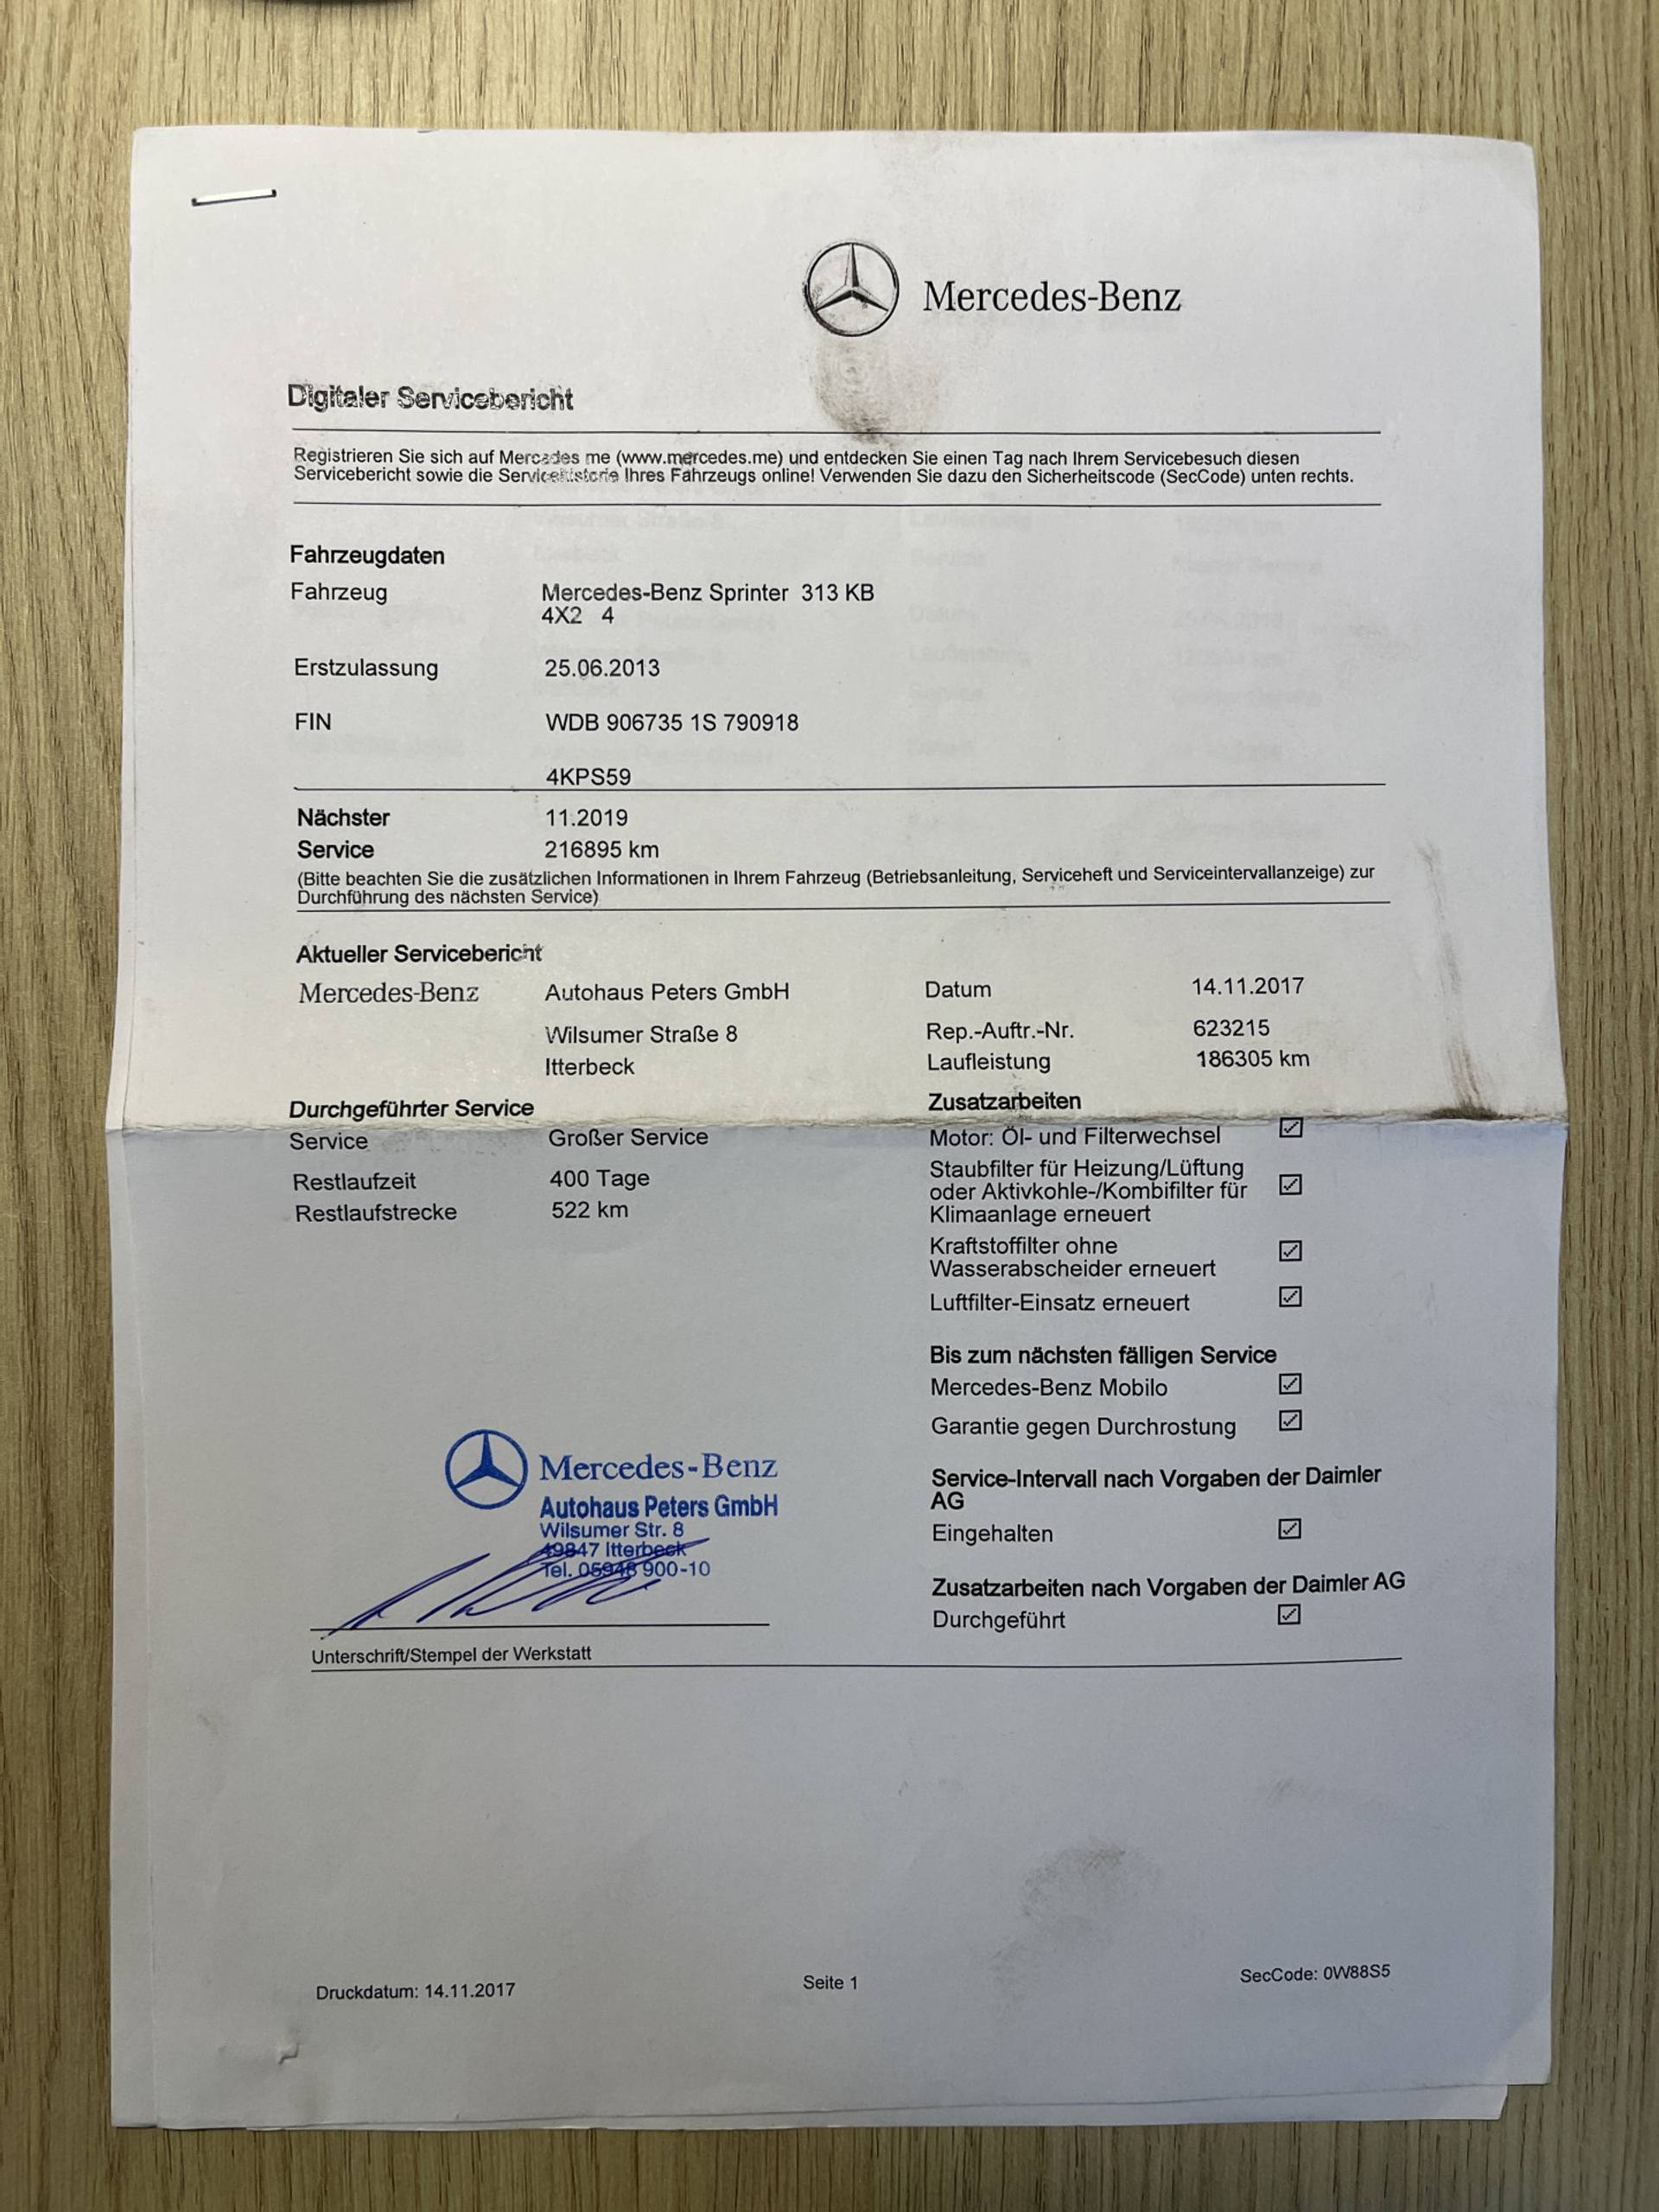 Mercedes-Benz
Digitaler Servicebericht
Registrieren Sie sich auf Mercedes me (www.mercedes.me) und entdecken Sie einen Tag nach Ihrem Servicebesuch diesen
Servicebericht sowie die Servicehistorie Ihres Fahrzeugs online! Verwenden Sie dazu den Sicherheitscode (SecCode) unten rechts.
Fahrzeugdaten
Fahrzeug Mercedes-Benz Sprinter 313 KB
4X2 4
Erstzulassung 25.06.2013
FIN WDB 906735 1S 790918
4KPS59
Nächster 11.2019
Service 216895 km
(Bitte beachten Sie die zusätzlichen Informationen in Ihrem Fahrzeug (Betriebsanleitung, Serviceheft und Serviceintervallanzeige) zur
Durchführung des nächsten Service)
Aktueller Servicebericht
Mercedes-Benz Autohaus Peters GmbH Datum 14.11.2017
Wilsumer Straße 8 Rep.-Auftr.-Nr. 623215
Itterbeck Laufleistung 186305 km
Durchgeführter Service
Service Großer Service
Restlaufzeit 400 Tage
Restlaufstrecke 522 km
Zusatzarbeiten
Motor: Öl- und Filterwechsel
Staubfilter für Heizung/Lüftung
oder Aktivkohle-/Kombifilter für
Klimaanlage erneuert
Kraftstoffilter ohne
Wasserabscheider erneuert
Luftfilter-Einsatz erneuert
Bis zum nächsten fälligen Service
Mercedes-Benz Mobilo
Garantie gegen Durchrostung
Service-Intervall nach Vorgaben der Daimler
AG
Eingehalten
Zusatzarbeiten nach Vorgaben der Daimler AG
Durchgeführt
Mercedes-Benz
Autohaus Peters GmbH
Wilsumer Str. 8
49847 Itterbeck
Tel. 05948 900-10
Unterschrift/Stempel der Werkstatt
Druckdatum: 14.11.2017 Seite 1 SecCode: 0W88S5